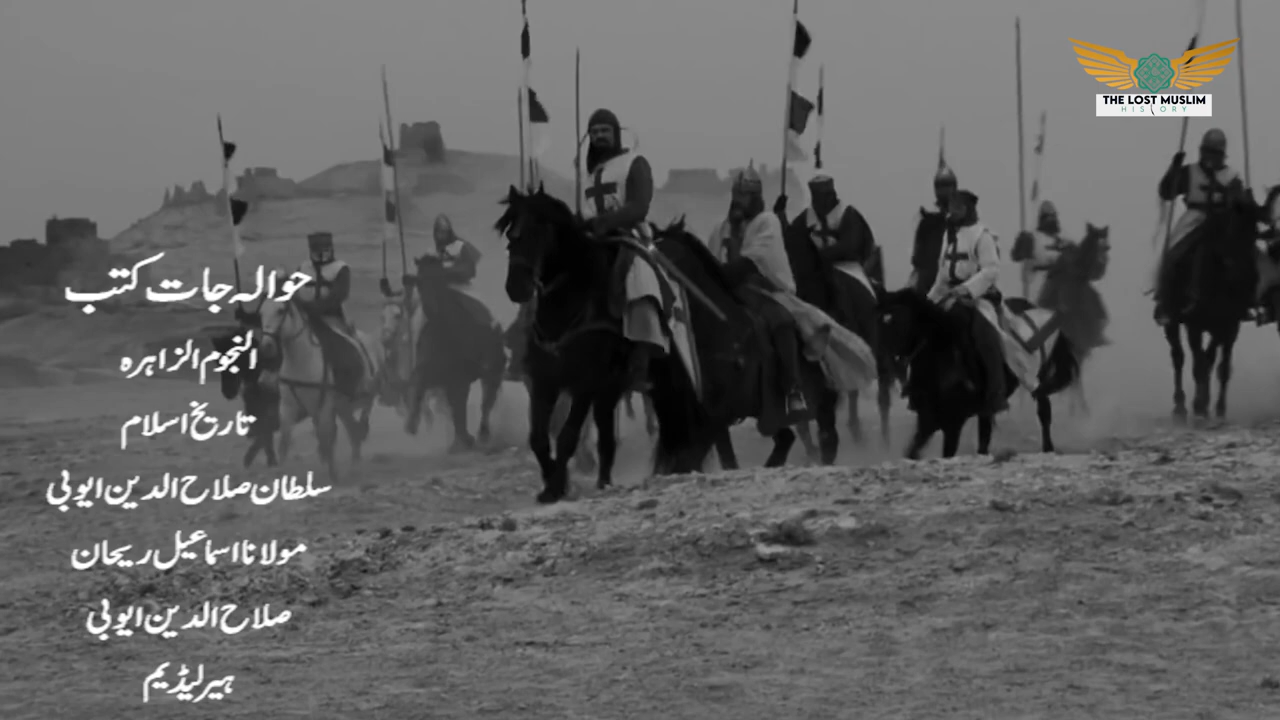 THE LOST MUSLIM
HISTORY
حوالہ جات کتب
النجوم الزاہرہ
تاریخ اسلام
سلطان صلاح الدین ایوبی
مولانا اسماعیل ریحان
صلاح الدین ایوبی
ہیرلیڈیم